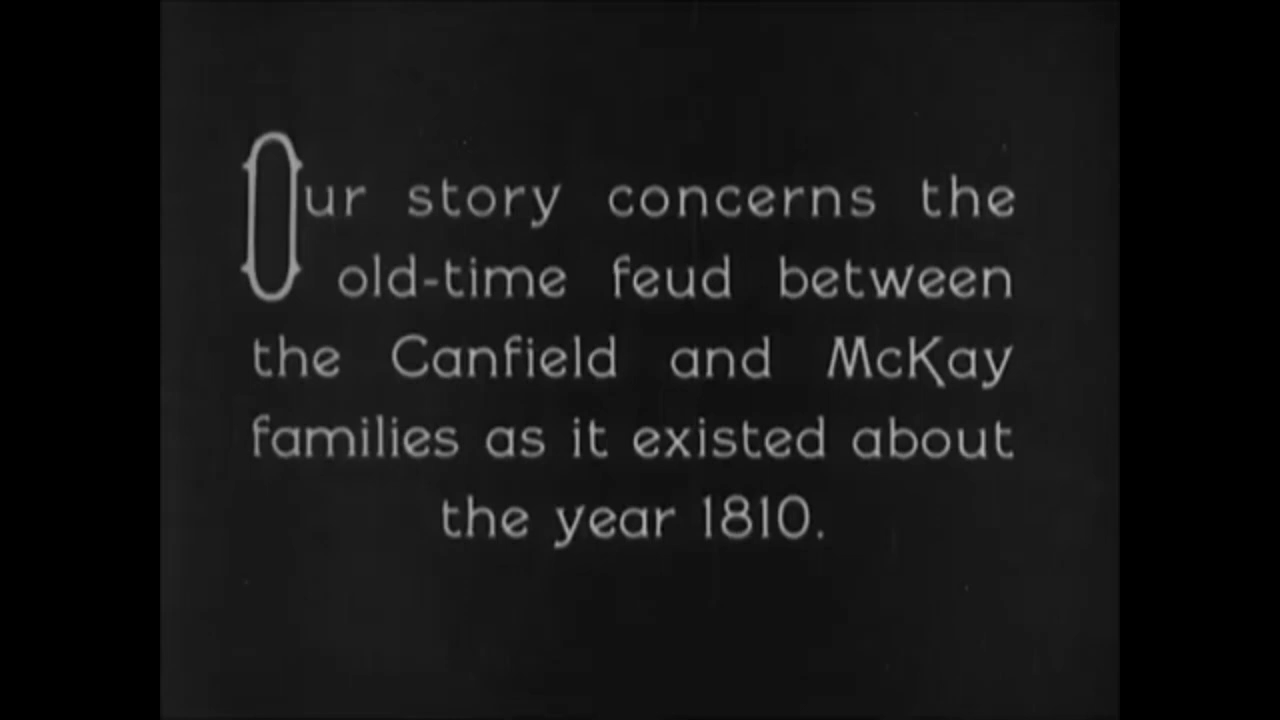 Our story concerns the
old-time feud between
the Canfield and McKay
families as it existed about
the year 1810.